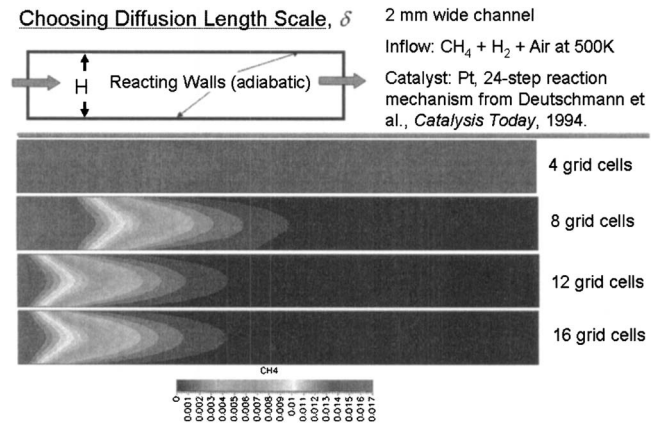 Choosing Diffusion Length Scale, δ
2 mm wide channel
Inflow: CH4 + H2 + Air at 500K
Catalyst: Pt, 24-step reaction
mechanism from Deutschmann et
al., Catalysis Today, 1994.
H
Reacting Walls (adiabatic)
4 grid cells
8 grid cells
12 grid cells
16 grid cells
CH4
0
0.001
0.002
0.003
0.004
0.005
0.006
0.007
0.008
0.009
0.01
0.011
0.012
0.013
0.014
0.015
0.016
0.017